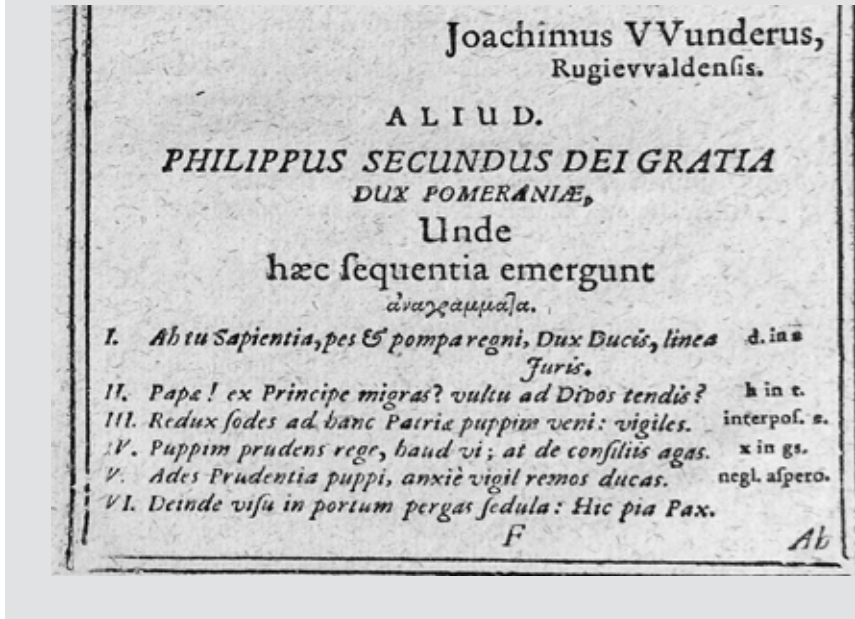 Joachimus VVunderus,
Rugievvaldenſis.
ALIUD.
PHILIPPUS SECUNDUS DEI GRATIA
DUX POMERANIÆ,
Unde
hæc ſequentia emergunt
ἀναγραμμαῖα.
I. Ah tu Sapientia, pes & pompa regni, Dux Ducis, linea d. in
Juris.
II. Papæ! ex Principe migras? vultu ad Divos tendis? h in t.
III. Redux ſodes ad hanc Patriæ puppim veni: vigiles. interpoſ. e.
IV. Puppim prudens rege, haud vi; at de conſiliis agas. x in gs.
V. Ades Prudentia puppi, anxiè vigil remos ducas. negl. aſpero.
VI. Deinde viſu in portum pergas ſedula: Hic pia Pax.
F Ab